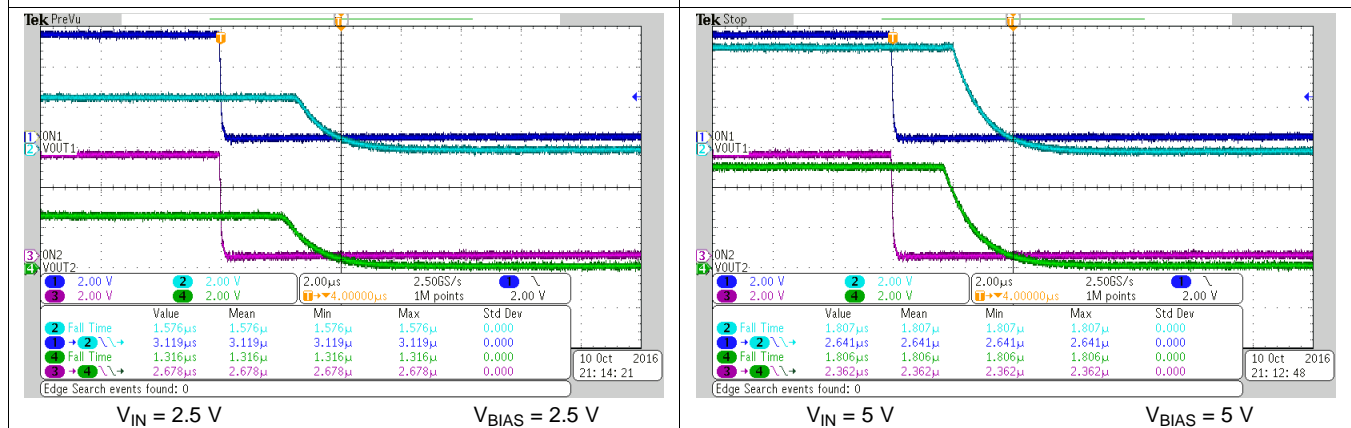 Tek PreVu
T
T
1 ON1
2 VOUT1
3 ON2
4 VOUT2
1 2.00 V 2 2.00 V
3 2.00 V 4 2.00 V
2.00µs 2.50GS/s 1
T→▼4.00000µs 1M points 2.00 V
Value Mean Min Max Std Dev
2 Fall Time 1.576µs 1.576µ 1.576µ 1.576µ 0.000
1 → 2 3.119µs 3.119µ 3.119µ 3.119µ 0.000
4 Fall Time 1.316µs 1.316µ 1.316µ 1.316µ 0.000
3 → 4 2.678µs 2.678µ 2.678µ 2.678µ 0.000
10 Oct 2016
21:14:21
Edge Search events found: 0
VIN = 2.5 V VBIAS = 2.5 V
Tek Stop
T
T
1 ON1
2 VOUT1
3 ON2
4 VOUT2
1 2.00 V 2 2.00 V
3 2.00 V 4 2.00 V
2.00µs 2.50GS/s 1
T→▼4.00000µs 1M points 2.00 V
Value Mean Min Max Std Dev
2 Fall Time 1.807µs 1.807µ 1.807µ 1.807µ 0.000
1 → 2 2.641µs 2.641µ 2.641µ 2.641µ 0.000
4 Fall Time 1.806µs 1.806µ 1.806µ 1.806µ 0.000
3 → 4 2.362µs 2.362µ 2.362µ 2.362µ 0.000
10 Oct 2016
21:12:48
Edge Search events found: 0
VIN = 5 V VBIAS = 5 V